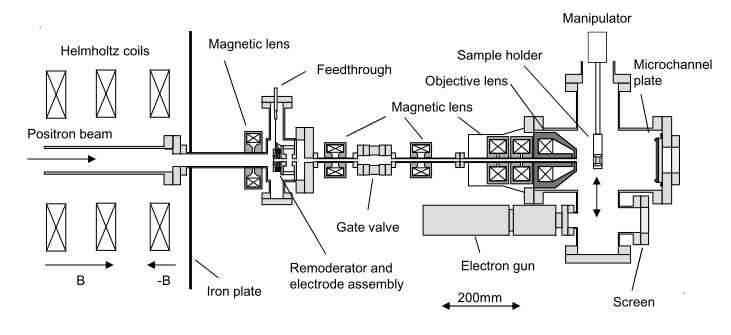 Manipulator
Helmholtz coils
Magnetic lens
Sample holder
Feedthrough
Objective lens
Microchannel
plate
Magnetic lens
Positron beam
Gate valve
Remoderator and
electrode assembly
Electron gun
B
-B
Iron plate
200mm
Screen